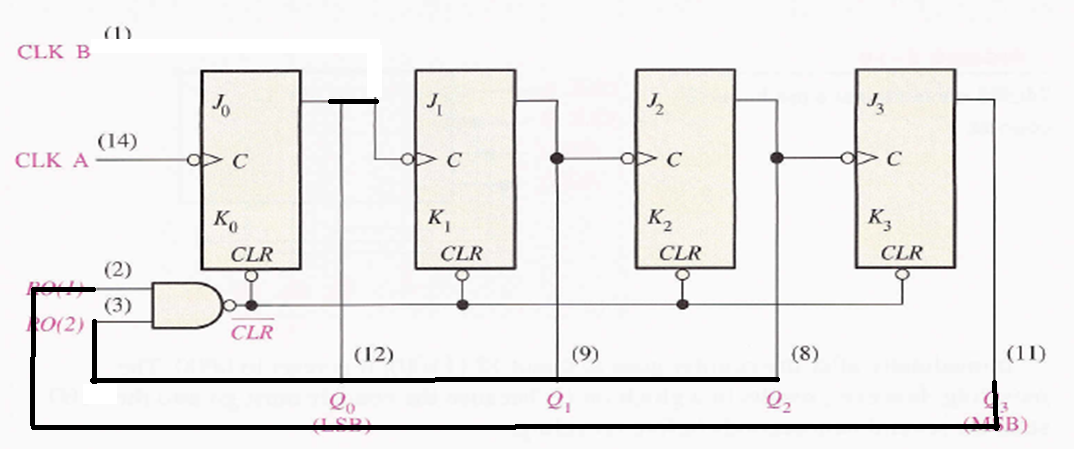 (1)
CLK B
J0 J1 J2 J3
(14)
CLK A
C C C C
K0 K1 K2 K3
CLR CLR CLR CLR
(2)
RO(1)
(3)
RO(2)
CLR
(12) (9) (8) (11)
Q0 Q1 Q2 Q3
(LSB) (MSB)